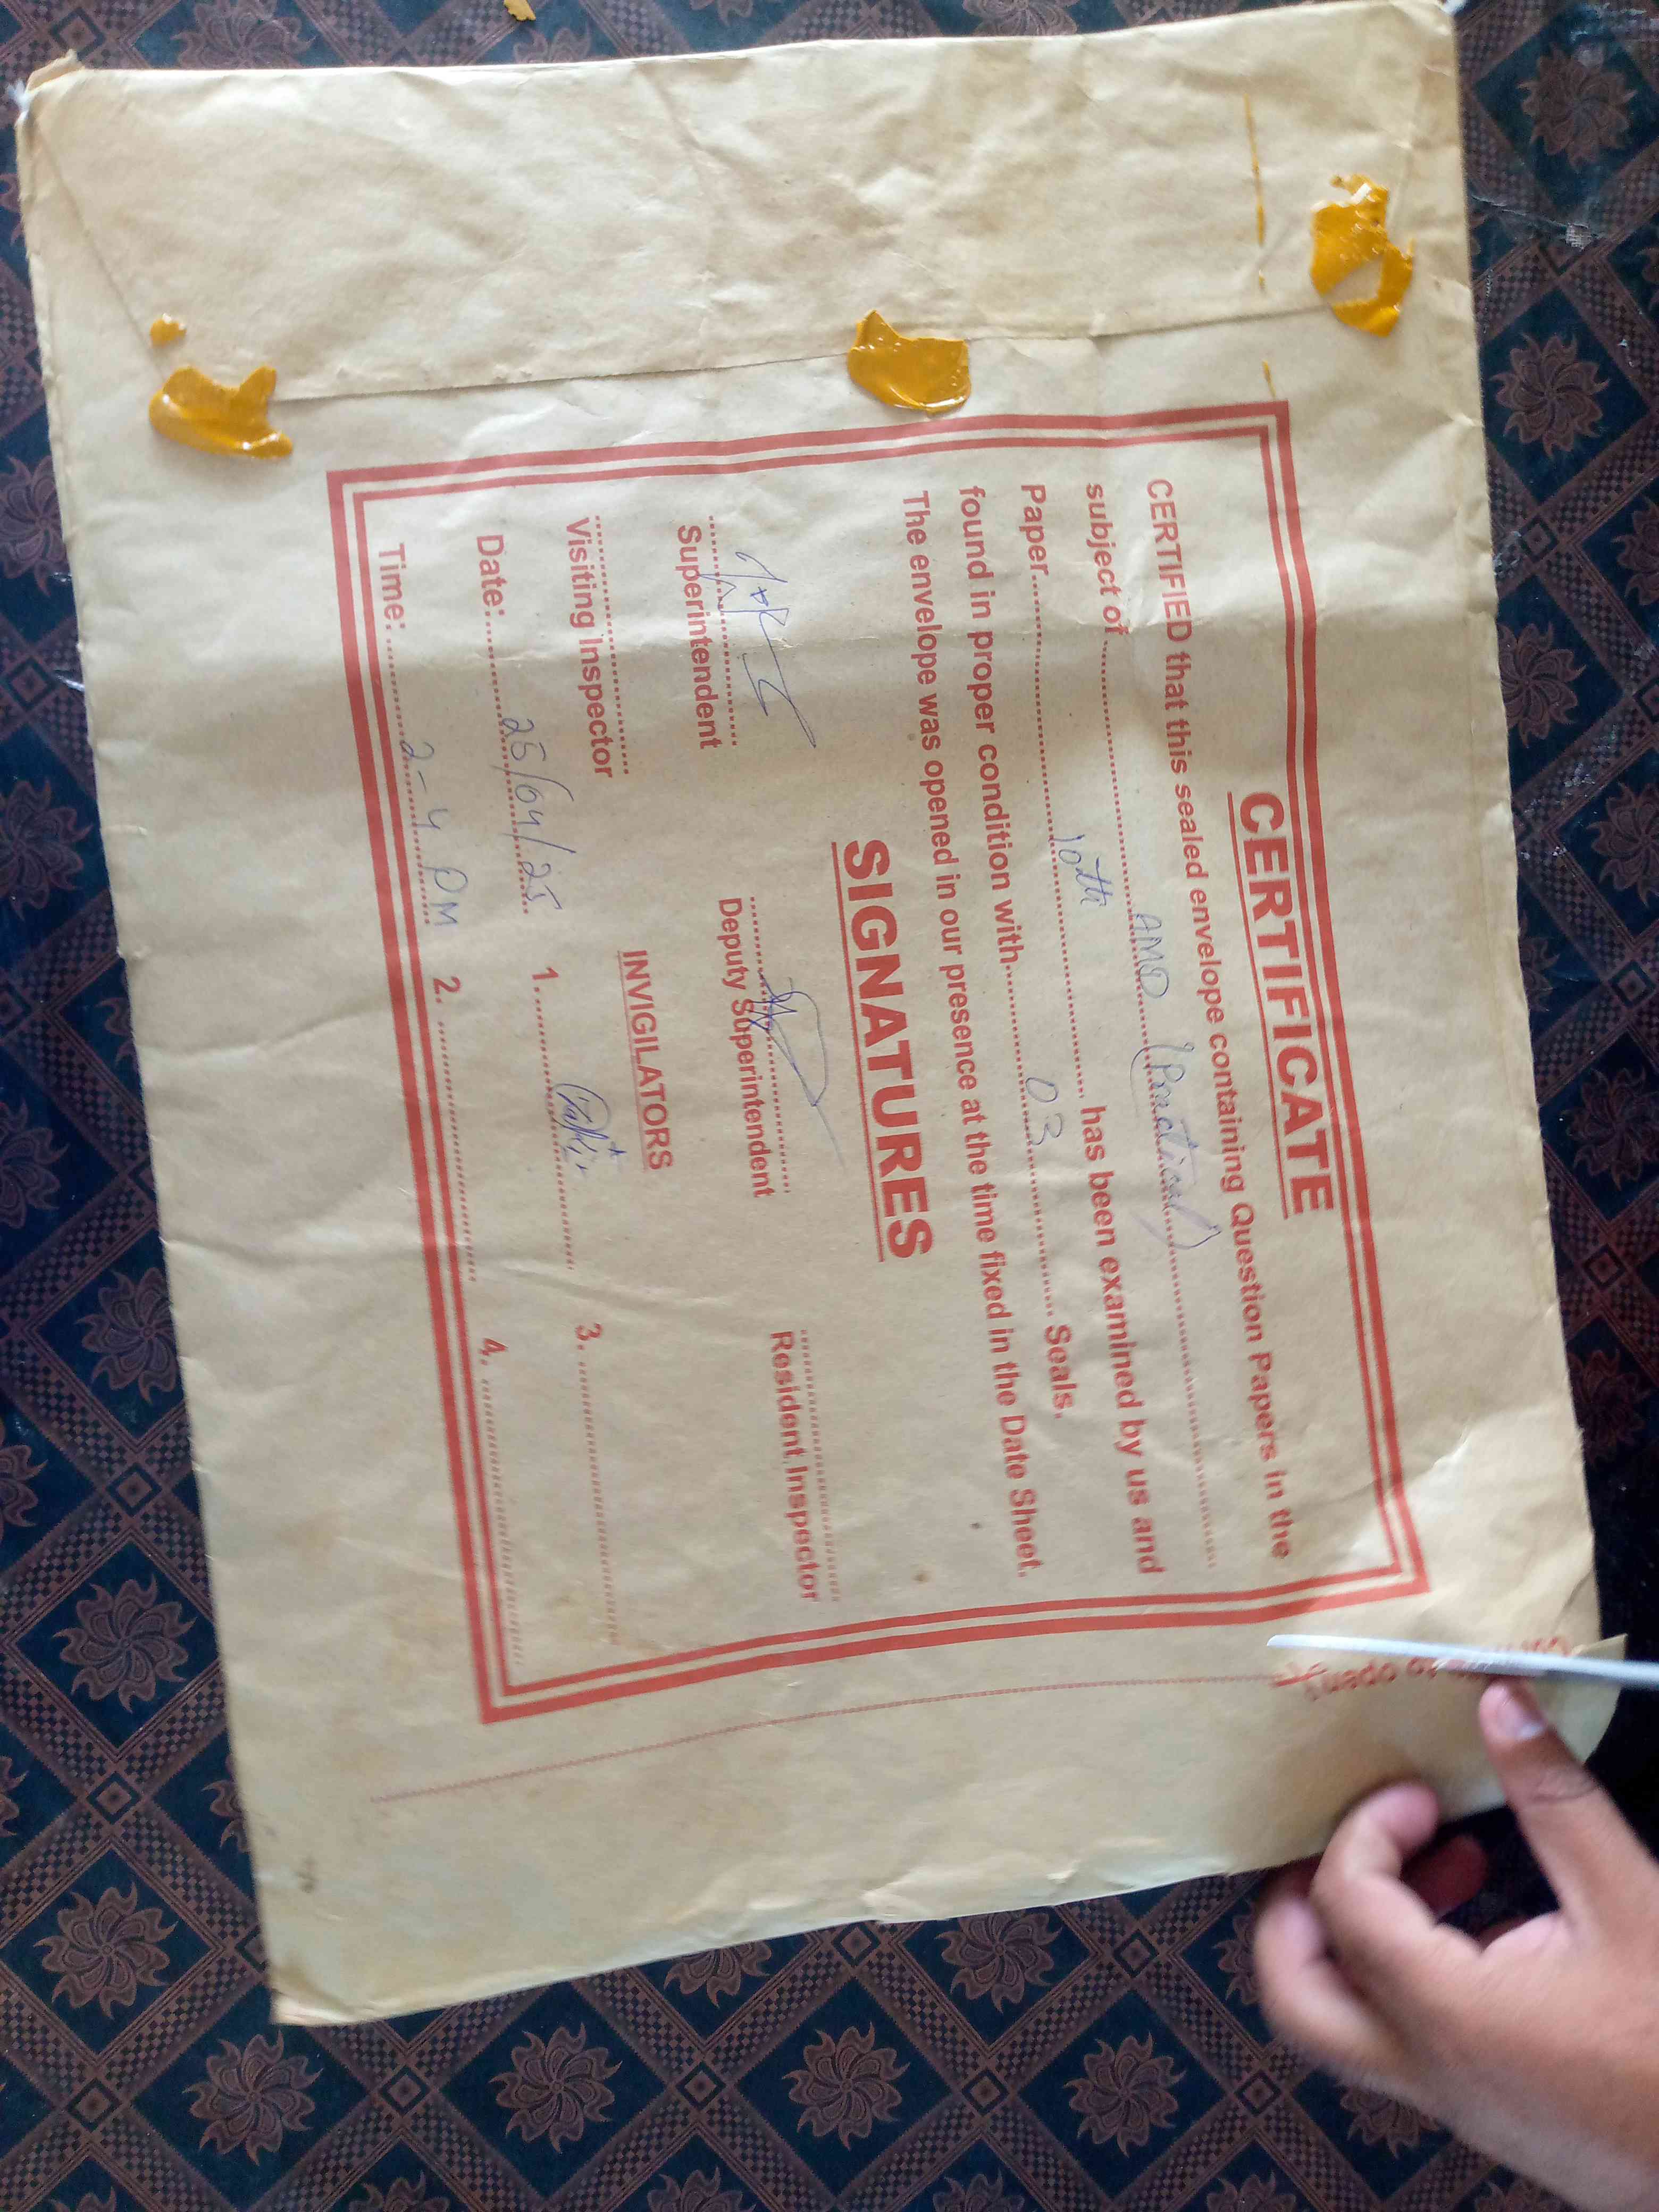 CERTIFICATE
CERTIFIED that this sealed envelope containing Question Papers in the
subject of AMD (Practical)
Paper 10th has been examined by us and
found in proper condition with 03 Seals.
The envelope was opened in our presence at the time fixed in the Date Sheet.
SIGNATURES
Superintendent Deputy Superintendent Resident Inspector
Visiting Inspector INVIGILATORS
Date: 25/04/25 1. 3.
Time: 2-4 PM 2. 4.